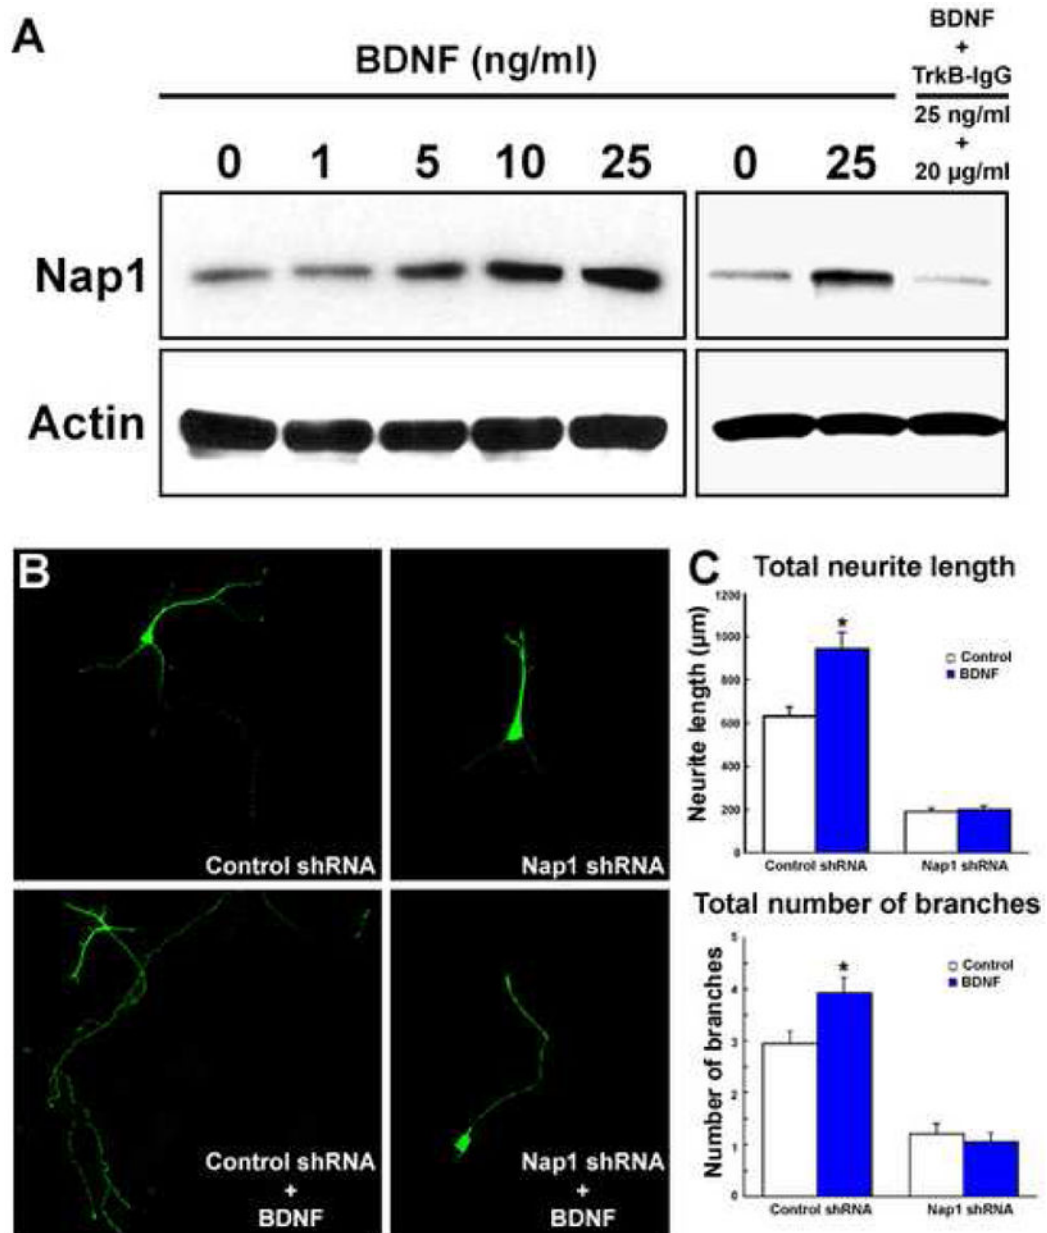 A
BDNF (ng/ml)
BDNF
+
TrkB-IgG
25 ng/ml
+
20 µg/ml
0 1 5 10 25 0 25
Nap1
Actin
B
Control shRNA
Nap1 shRNA
Control shRNA
+
BDNF
Nap1 shRNA
+
BDNF
C
Total neurite length
Neurite length (µm)
1200
1000
800
600
400
200
0
*
Control
BDNF
Control shRNA
Nap1 shRNA
Total number of branches
Number of branches
5
4
3
2
1
0
*
Control
BDNF
Control shRNA
Nap1 shRNA